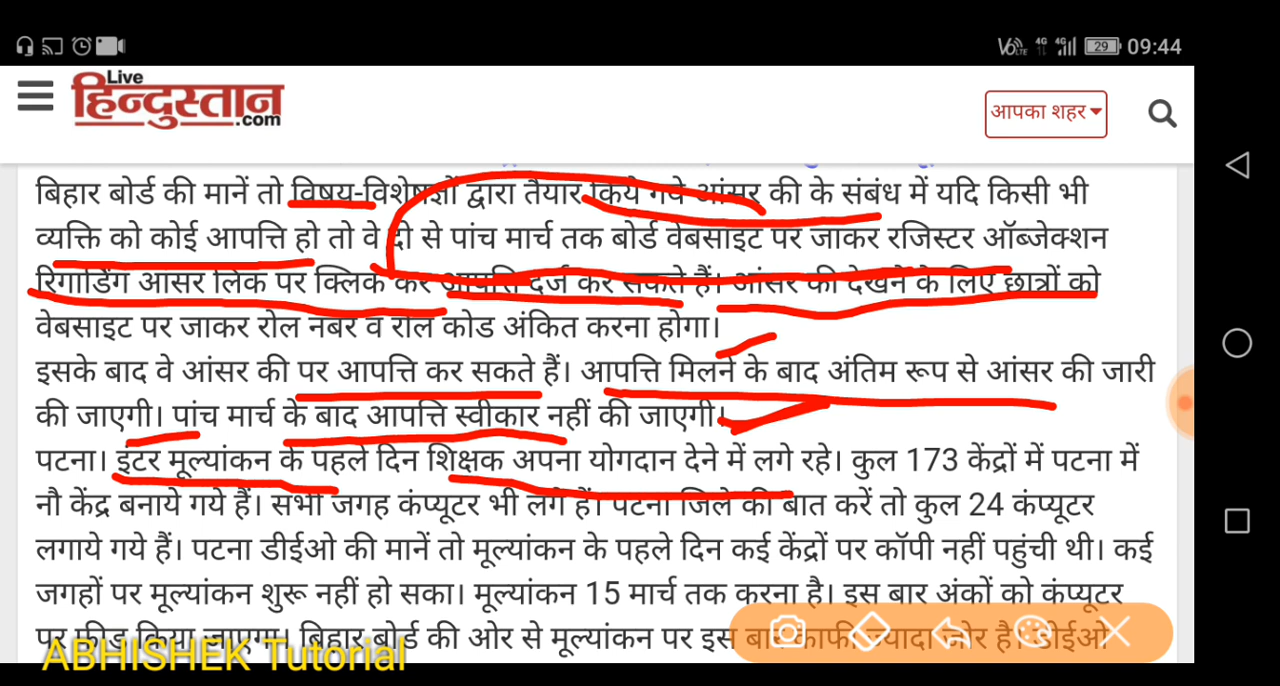 29 09:44
Live
हिन्दुस्तान
.com
आपका शहर
बिहार बोर्ड की मानें तो विषय-विशेषज्ञों द्वारा तैयार किये गये आंसर की के संबंध में यदि किसी भी
व्यक्ति को कोई आपत्ति हो तो वे दो से पांच मार्च तक बोर्ड वेबसाइट पर जाकर रजिस्टर ऑब्जेक्शन
रिगार्डिंग आंसर लिंक पर क्लिक कर आपत्ति दर्ज कर सकते हैं। आंसर की देखने के लिए छात्रों को
वेबसाइट पर जाकर रोल नंबर व रोल कोड अंकित करना होगा।
इसके बाद वे आंसर की पर आपत्ति कर सकते हैं। आपत्ति मिलने के बाद अंतिम रूप से आंसर की जारी
की जाएगी। पांच मार्च के बाद आपत्ति स्वीकार नहीं की जाएगी।
पटना। इंटर मूल्यांकन के पहले दिन शिक्षक अपना योगदान देने में लगे रहे। कुल 173 केंद्रों में पटना में
नौ केंद्र बनाये गये हैं। सभी जगह कंप्यूटर भी लगे हैं। पटना जिले की बात करें तो कुल 24 कंप्यूटर
लगाये गये हैं। पटना डीईओ की मानें तो मूल्यांकन के पहले दिन कई केंद्रों पर कॉपी नहीं पहुंची थी। कई
जगहों पर मूल्यांकन शुरू नहीं हो सका। मूल्यांकन 15 मार्च तक करना है। इस बार अंकों को कंप्यूटर
पर फीड किया जाएगा। बिहार बोर्ड की ओर से मूल्यांकन पर इस बार काफी ज्यादा जोर है। डीईओ
ABHISHEK Tutorial